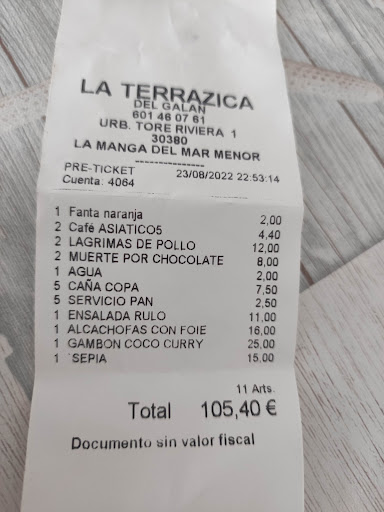 LA TERRAZICA
DEL GALAN
601 46 07 61
URB. TORE RIVIERA 1
30380
LA MANGA DEL MAR MENOR
---------------
PRE-TICKET
Cuenta: 4064 23/08/2022 22:53:14
1 Fanta naranja 2,00
2 Café ASIATICO5 4,40
2 LAGRIMAS DE POLLO 12,00
2 MUERTE POR CHOCOLATE 8,00
1 AGUA 2,00
5 CAÑA COPA 7,50
5 SERVICIO PAN 2,50
1 ENSALADA RULO 11,00
1 ALCACHOFAS CON FOIE 16,00
1 GAMBON COCO CURRY 25,00
1 `SEPIA 15,00
11 Arts.
Total 105,40 €
Documento sin valor fiscal